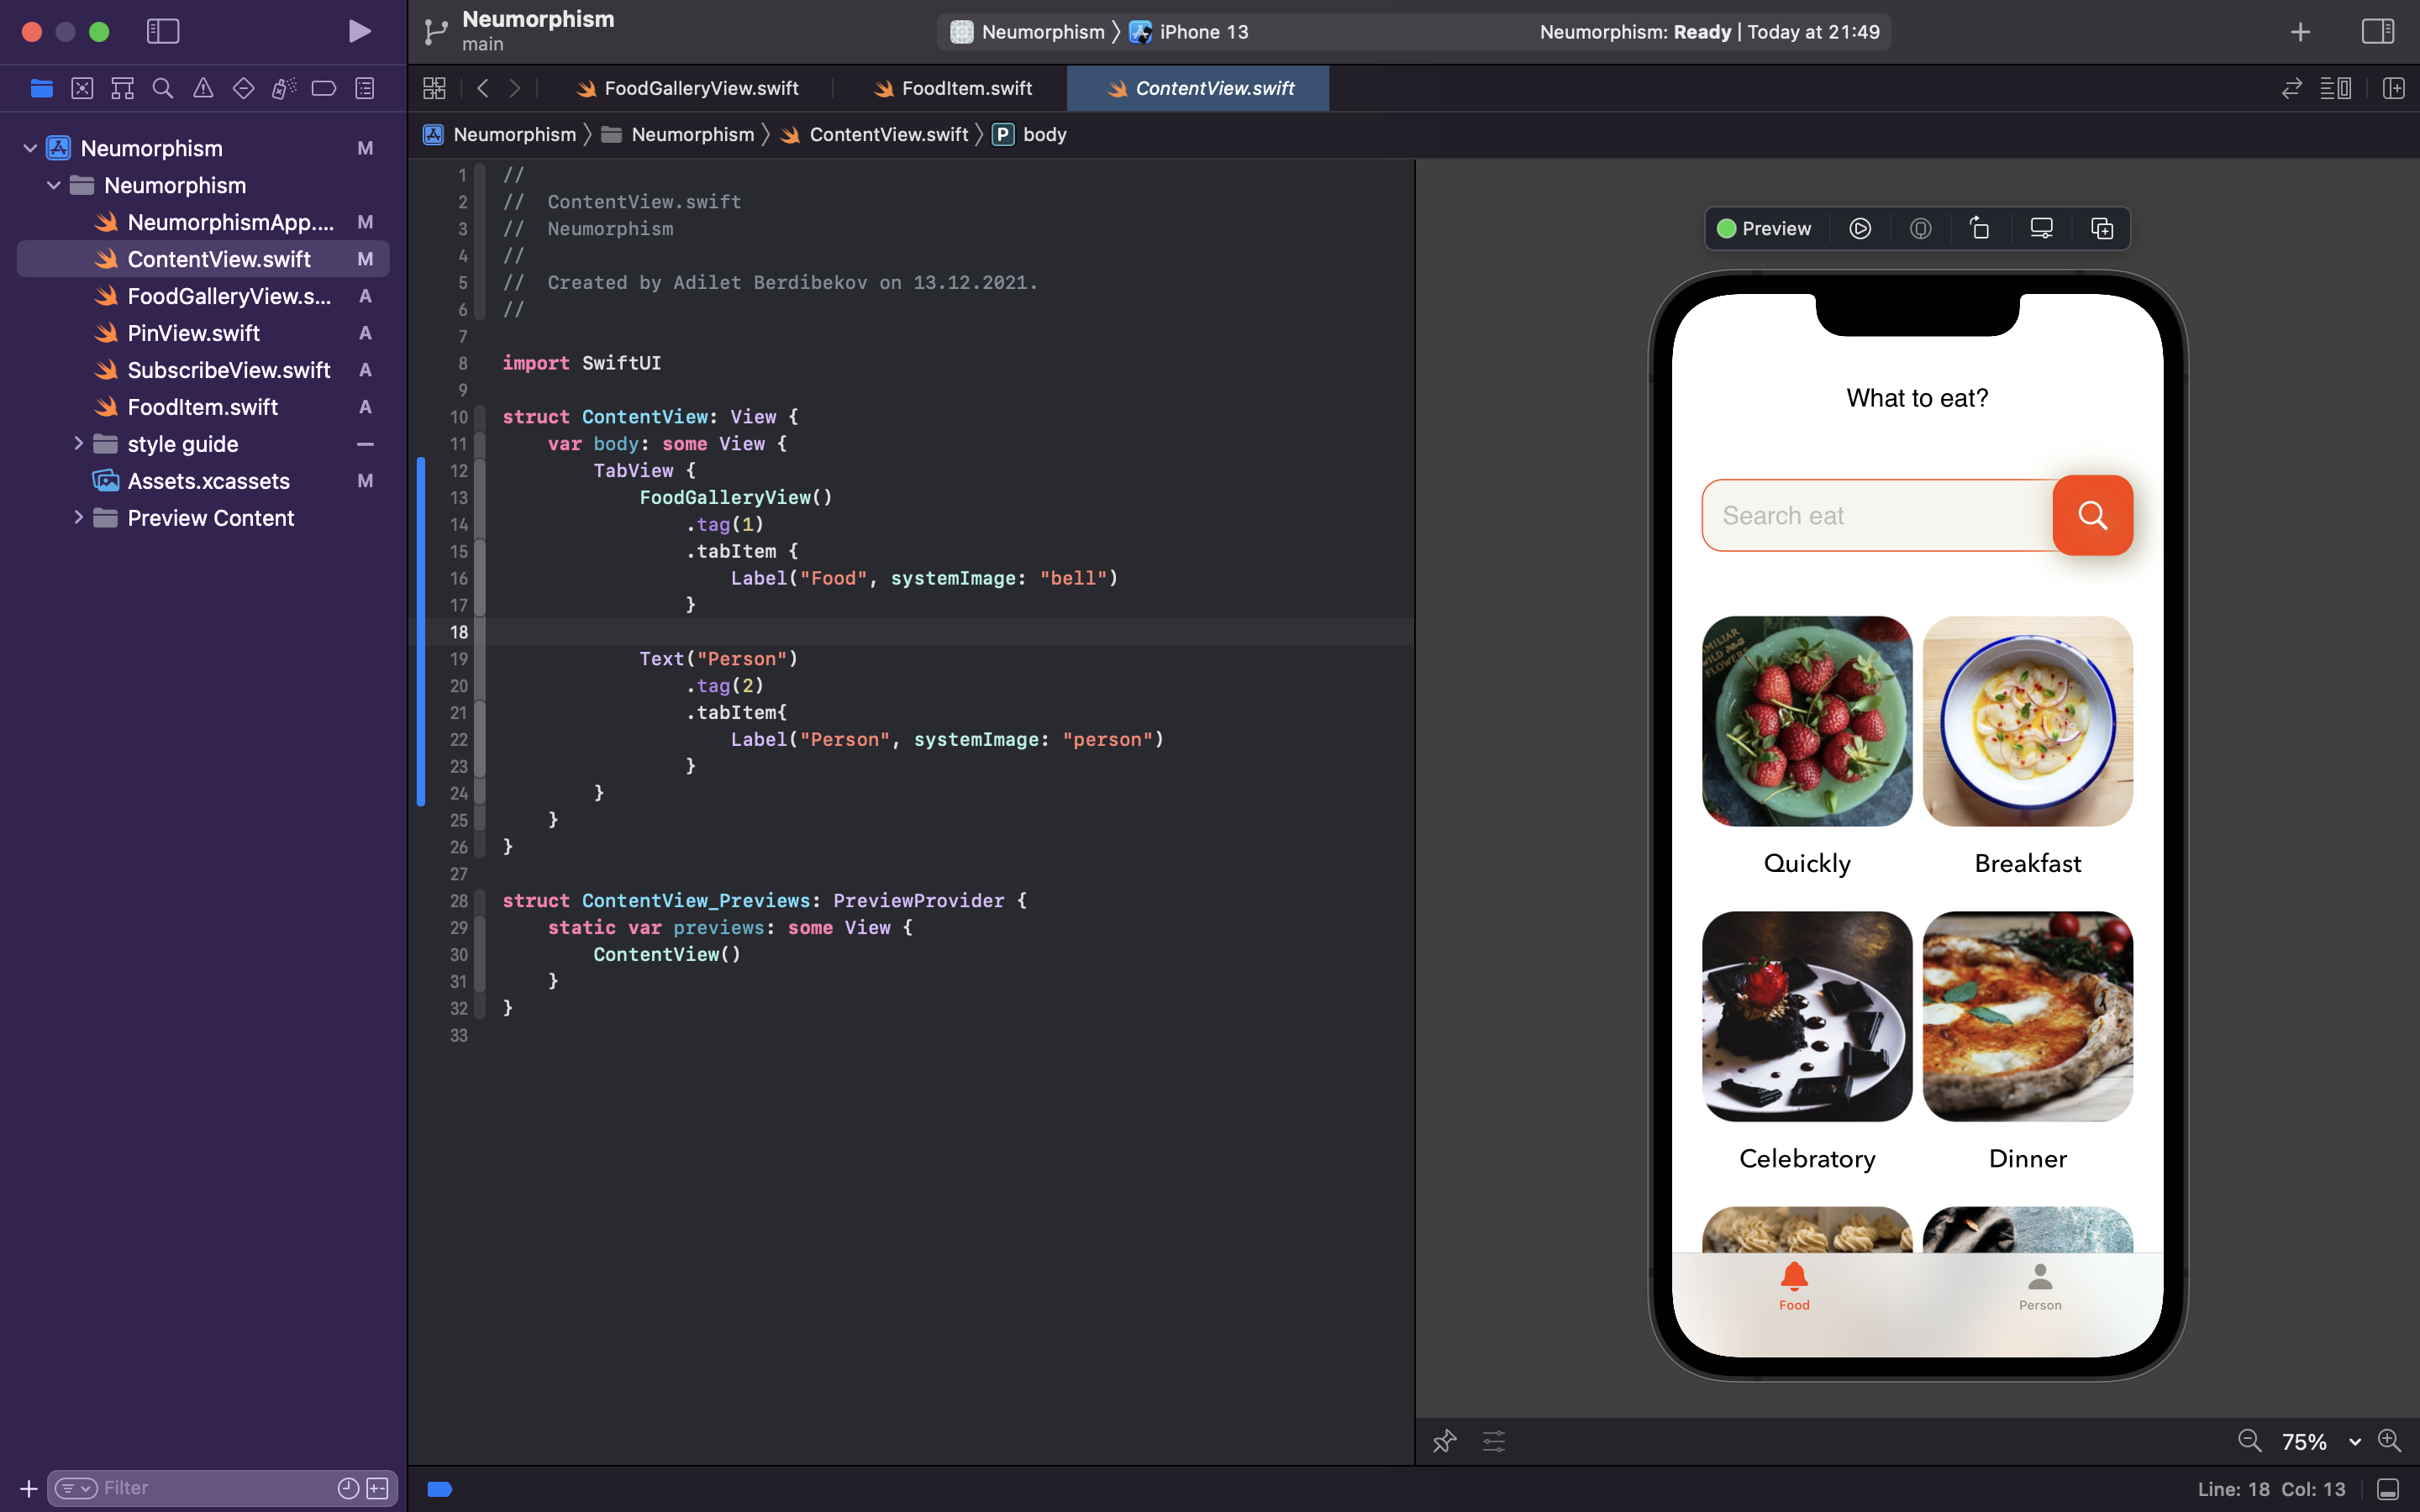 Neumorphism
main
Neumorphism 〉 iPhone 13
Neumorphism: Ready | Today at 21:49
FoodGalleryView.swift
FoodItem.swift
ContentView.swift
Neumorphism 〉 Neumorphism 〉 ContentView.swift 〉 P body
Neumorphism M
Neumorphism
NeumorphismApp.... M
ContentView.swift M
FoodGalleryView.s... A
PinView.swift A
SubscribeView.swift A
FoodItem.swift A
style guide
Assets.xcassets M
Preview Content
Filter
1 //
2 //  ContentView.swift
3 //  Neumorphism
4 //
5 //  Created by Adilet Berdibekov on 13.12.2021.
6 //
7
8 import SwiftUI
9
10 struct ContentView: View {
11     var body: some View {
12         TabView {
13             FoodGalleryView()
14                 .tag(1)
15                 .tabItem {
16                     Label("Food", systemImage: "bell")
17                 }
18
19             Text("Person")
20                 .tag(2)
21                 .tabItem{
22                     Label("Person", systemImage: "person")
23                 }
24         }
25     }
26 }
27
28 struct ContentView_Previews: PreviewProvider {
29     static var previews: some View {
30         ContentView()
31     }
32 }
33
Preview
What to eat?
Search eat
MILIAR
WILD
FLOWERS
Quickly
Breakfast
Celebratory
Dinner
Food
Person
75%
Line: 18 Col: 13